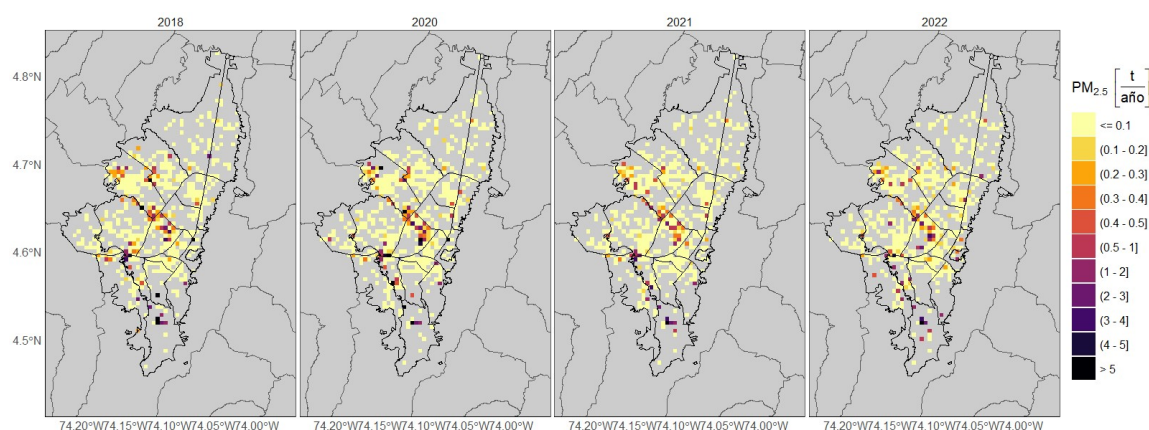 2018 2020 2021 2022
4.8°N
4.7°N
4.6°N
4.5°N
74.20°W74.15°W74.10°W74.05°W74.00°W 74.20°W74.15°W74.10°W74.05°W74.00°W 74.20°W74.15°W74.10°W74.05°W74.00°W 74.20°W74.15°W74.10°W74.05°W74.00°W
PM2.5 [t/año]
<= 0.1
(0.1 - 0.2]
(0.2 - 0.3]
(0.3 - 0.4]
(0.4 - 0.5]
(0.5 - 1]
(1 - 2]
(2 - 3]
(3 - 4]
(4 - 5]
> 5